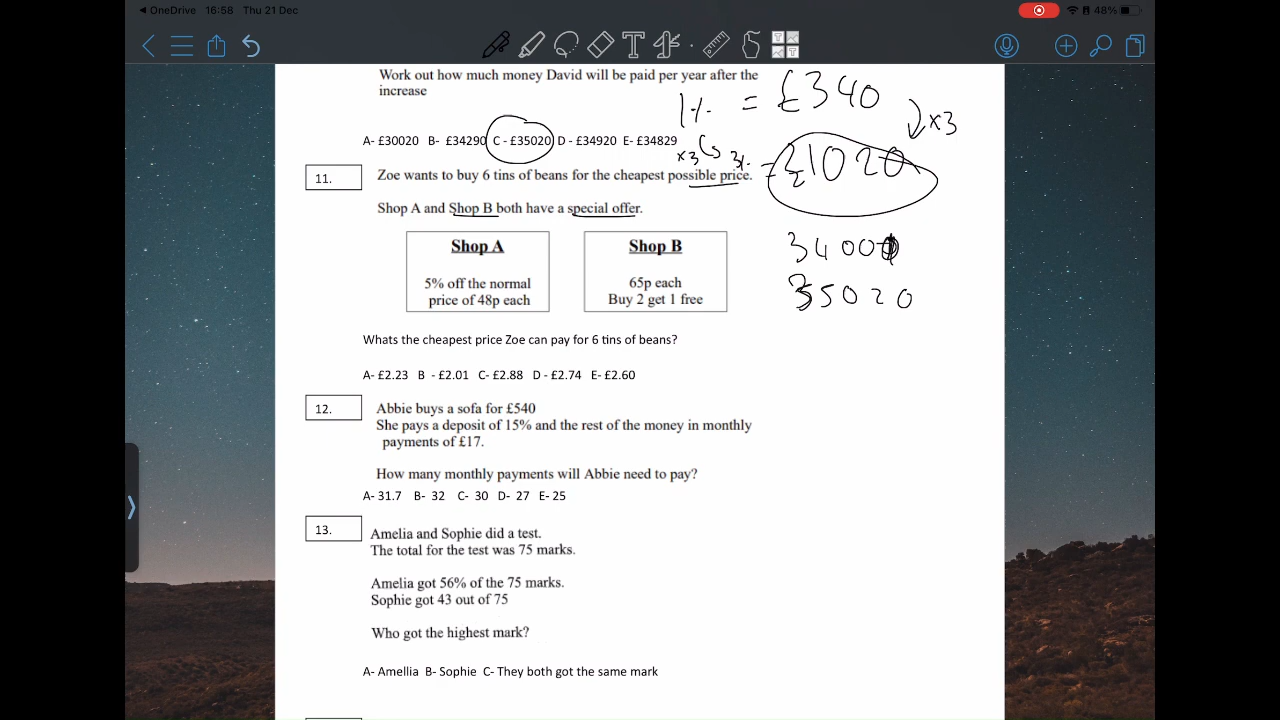 OneDrive 16:58 Thu 21 Dec 48%
Work out how much money David will be paid per year after the
increase
1% = £340
x3
A- £30020 B- £34290 C - £35020 D - £34920 E- £34829
x3 3% = £1020
11. Zoe wants to buy 6 tins of beans for the cheapest possible price.
Shop A and Shop B both have a special offer.
34000
35020
Shop A
5% off the normal
price of 48p each
Shop B
65p each
Buy 2 get 1 free
Whats the cheapest price Zoe can pay for 6 tins of beans?
A- £2.23 B - £2.01 C- £2.88 D - £2.74 E- £2.60
12. Abbie buys a sofa for £540
She pays a deposit of 15% and the rest of the money in monthly
payments of £17.
How many monthly payments will Abbie need to pay?
A- 31.7 B- 32 C- 30 D- 27 E- 25
13. Amelia and Sophie did a test.
The total for the test was 75 marks.
Amelia got 56% of the 75 marks.
Sophie got 43 out of 75
Who got the highest mark?
A- Amellia B- Sophie C- They both got the same mark